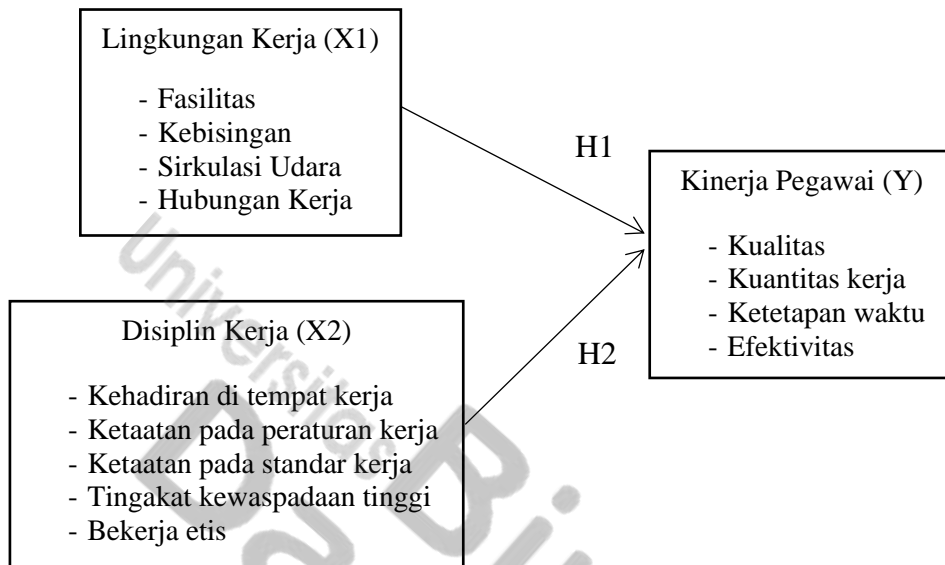 Lingkungan Kerja (X1)
- Fasilitas
- Kebisingan
- Sirkulasi Udara
- Hubungan Kerja
H1
Kinerja Pegawai (Y)
- Kualitas
- Kuantitas kerja
- Ketetapan waktu
- Efektivitas
Disiplin Kerja (X2)
- Kehadiran di tempat kerja
- Ketaatan pada peraturan kerja
- Ketaatan pada standar kerja
- Tingakat kewaspadaan tinggi
- Bekerja etis
H2
Universitas